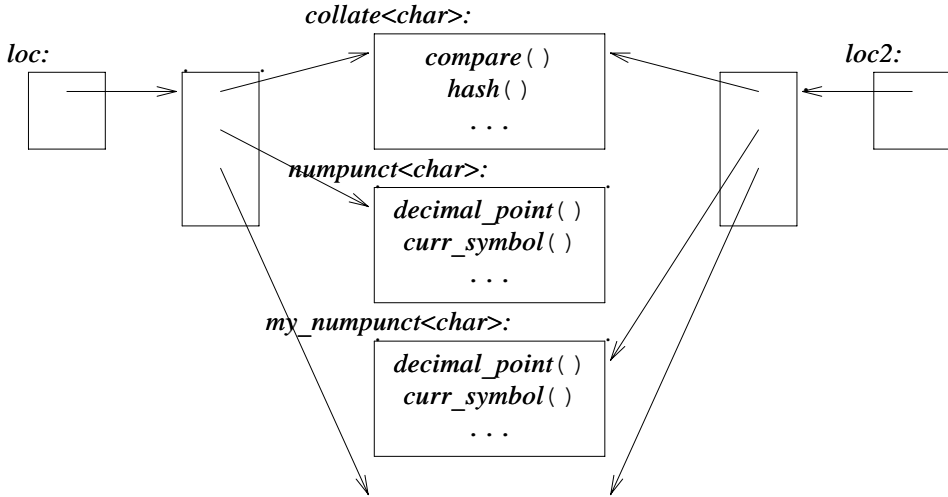 collate<char>:
loc:
loc2:
compare()
hash()
...
numpunct<char>:
decimal_point()
curr_symbol()
...
my_numpunct<char>:
decimal_point()
curr_symbol()
...